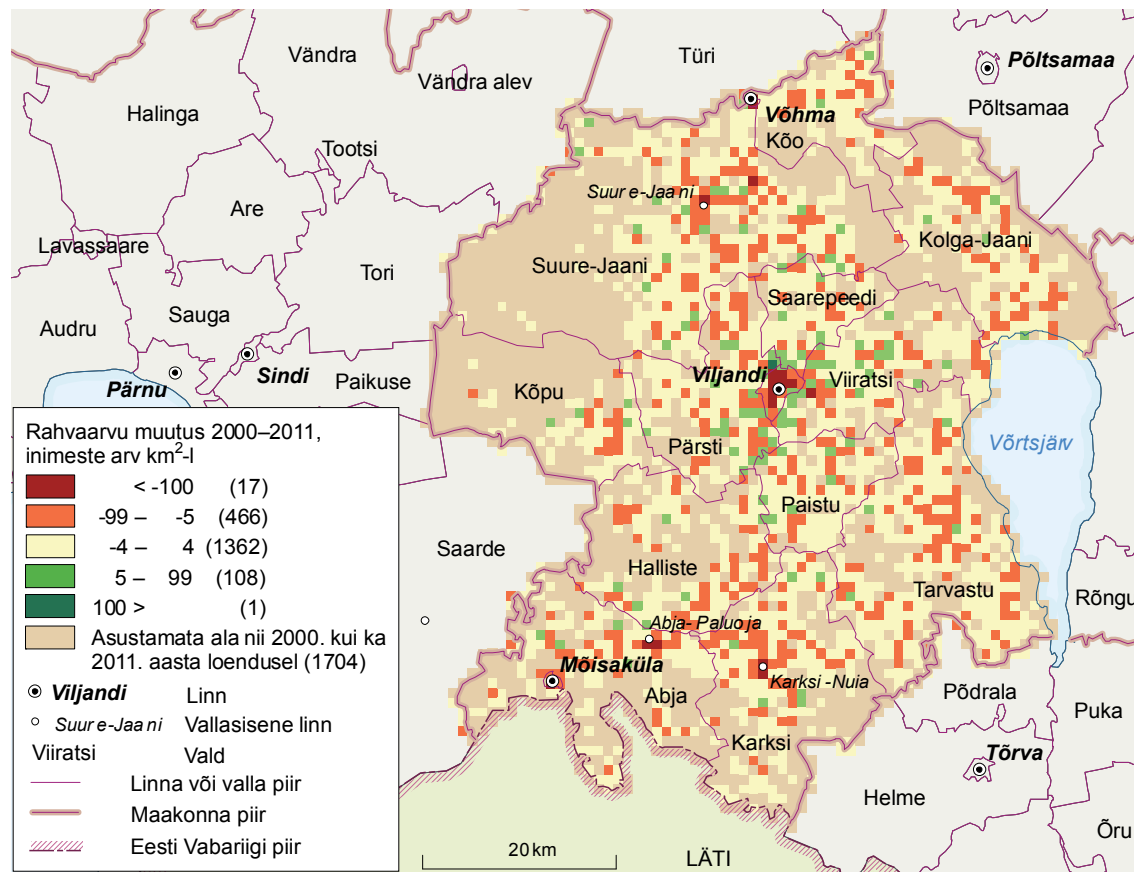 Vändra
Türi
Põltsamaa
Vändra alev
Põltsamaa
Halinga
Võhma
Kõo
Tootsi
Suure-Jaani
Are
Kolga-Jaani
Lavassaare
Suure-Jaani
Tori
Saarepeedi
Sauga
Audru
Sindi
Viljandi
Viiratsi
Pärnu
Paikuse
Kõpu
Võrtsjärv
Pärsti
Paistu
Saarde
Halliste
Tarvastu
Rõngu
Abja-Paluoja
Mõisaküla
Karksi-Nuia
Abja
Põdrala
Puka
Karksi
Tõrva
Helme
Õru
LÄTI
20 km
Rahvaarvu muutus 2000–2011,
inimeste arv km²-l
< -100 (17)
-99 – -5 (466)
-4 – 4 (1362)
5 – 99 (108)
100 > (1)
Asustamata ala nii 2000. kui ka
2011. aasta loendusel (1704)
Viljandi Linn
Suure-Jaani Vallasisene linn
Viiratsi Vald
Linna või valla piir
Maakonna piir
Eesti Vabariigi piir